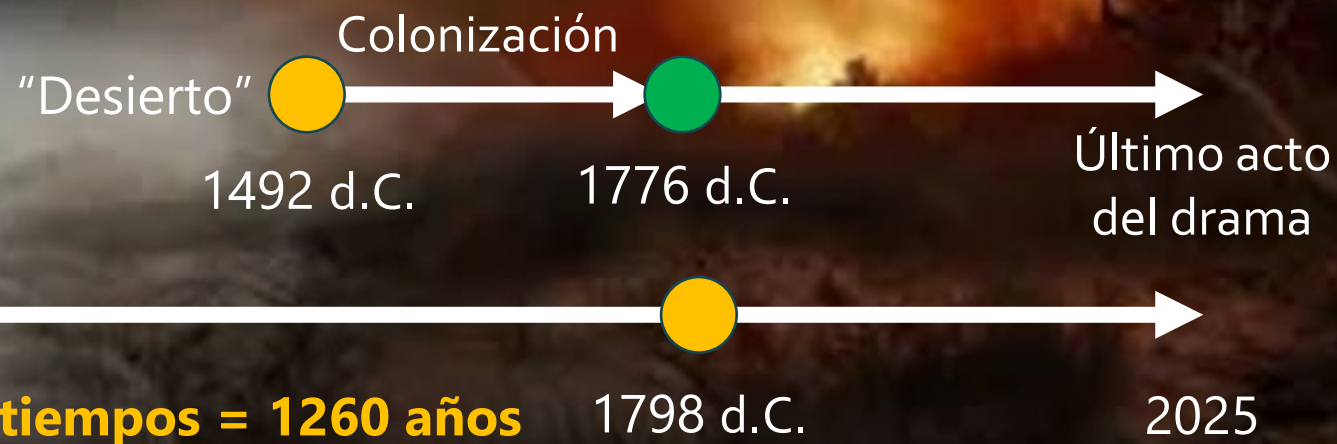 Colonización
“Desierto”
1492 d.C.
1776 d.C.
Último acto
del drama
tiempos = 1260 años
1798 d.C.
2025